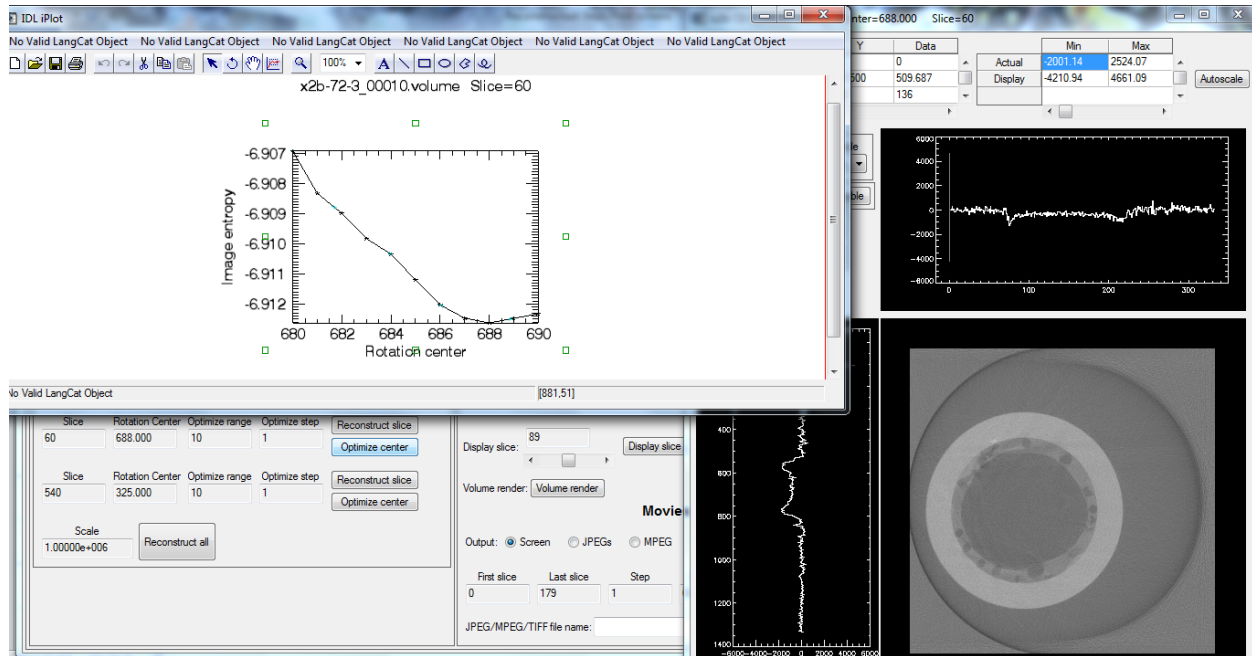 IDL iPlot
nter=688.000 Slice=60
No Valid LangCat Object No Valid LangCat Object No Valid LangCat Object No Valid LangCat Object No Valid LangCat Object No Valid LangCat Object
100%
A
x2b-72-3_00010.volume Slice=60
-6.907
-6.908
-6.909
-6.910
-6.911
-6.912
Image entropy
680 682 684 686 688 690
Rotation center
No Valid LangCat Object [881,51]
Y Data
0
500 509.687
136
Min Max
Actual -2001.14 2524.07
Display -4210.94 4661.09
Autoscale
6000
4000
2000
0
-2000
-4000
-6000
0 100 200 300
Slice Rotation Center Optimize range Optimize step Reconstruct slice
60 688.000 10 1
Optimize center
Slice Rotation Center Optimize range Optimize step Reconstruct slice
540 325.000 10 1
Optimize center
Scale
1.00000e+006
Reconstruct all
Display slice: 89 Display slice
Volume render: Volume render
Movie
Output: Screen JPEGs MPEG
First slice Last slice Step
0 179 1
JPEG/MPEG/TIFF file name:
400
600
800
1000
1200
1400
-6000-4000-2000 0 2000 4000 6000